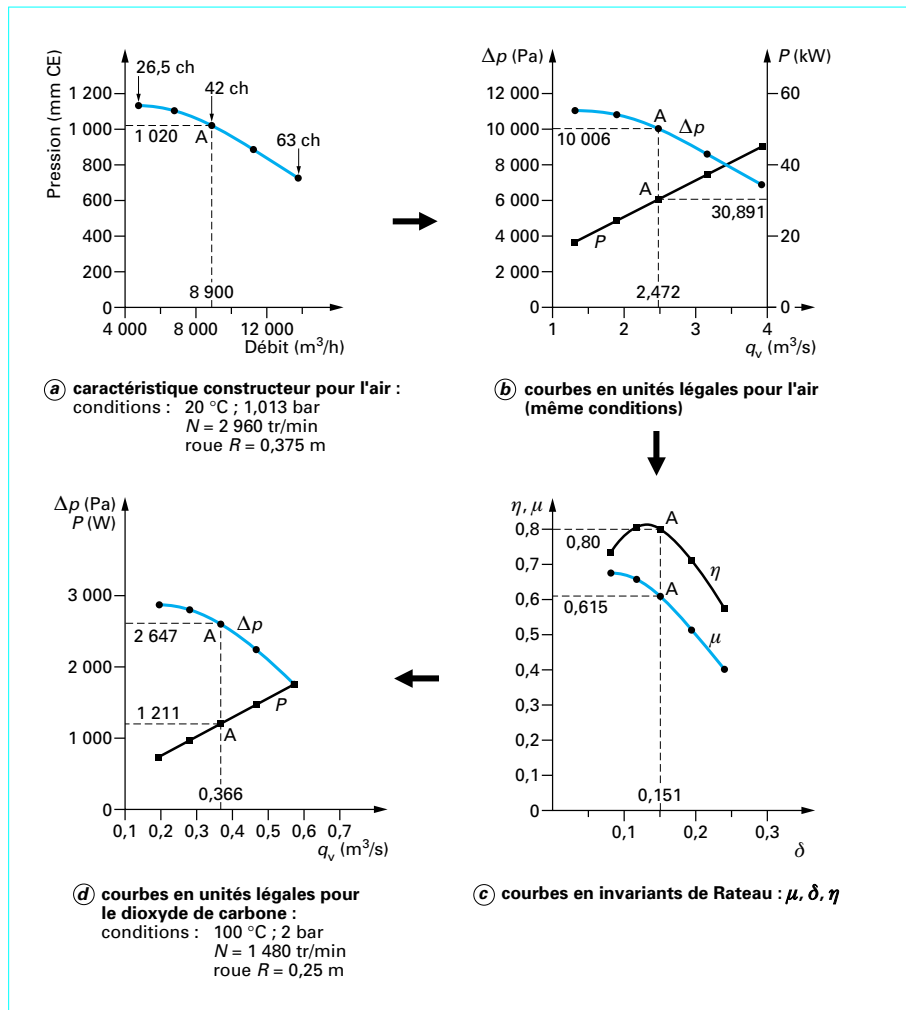 Pression (mm CE)
1 200
1 000
800
600
400
200
0
26,5 ch
42 ch
63 ch
1 020
A
8 900
4 000
8 000
12 000
Débit (m³/h)
a caractéristique constructeur pour l'air :
conditions : 20 °C ; 1,013 bar
N = 2 960 tr/min
roue R = 0,375 m
Δp (Pa)
P (kW)
12 000
10 000
8 000
6 000
4 000
2 000
0
60
40
20
0
A
Δp
10 006
A
30,891
P
2,472
1
2
3
4
qv (m³/s)
b courbes en unités légales pour l'air
(même conditions)
Δp (Pa)
P (W)
3 000
2 000
1 000
0
A
Δp
2 647
P
1 211
A
0,366
0,1
0,2
0,3
0,4
0,5
0,6
0,7
qv (m³/s)
d courbes en unités légales pour
le dioxyde de carbone :
conditions : 100 °C ; 2 bar
N = 1 480 tr/min
roue R = 0,25 m
η, μ
0,8
0,7
0,6
0,5
0,4
0,3
0,2
0,1
0
A
0,80
η
A
0,615
μ
0,151
0,1
0,2
0,3
δ
c courbes en invariants de Rateau : μ, δ, η